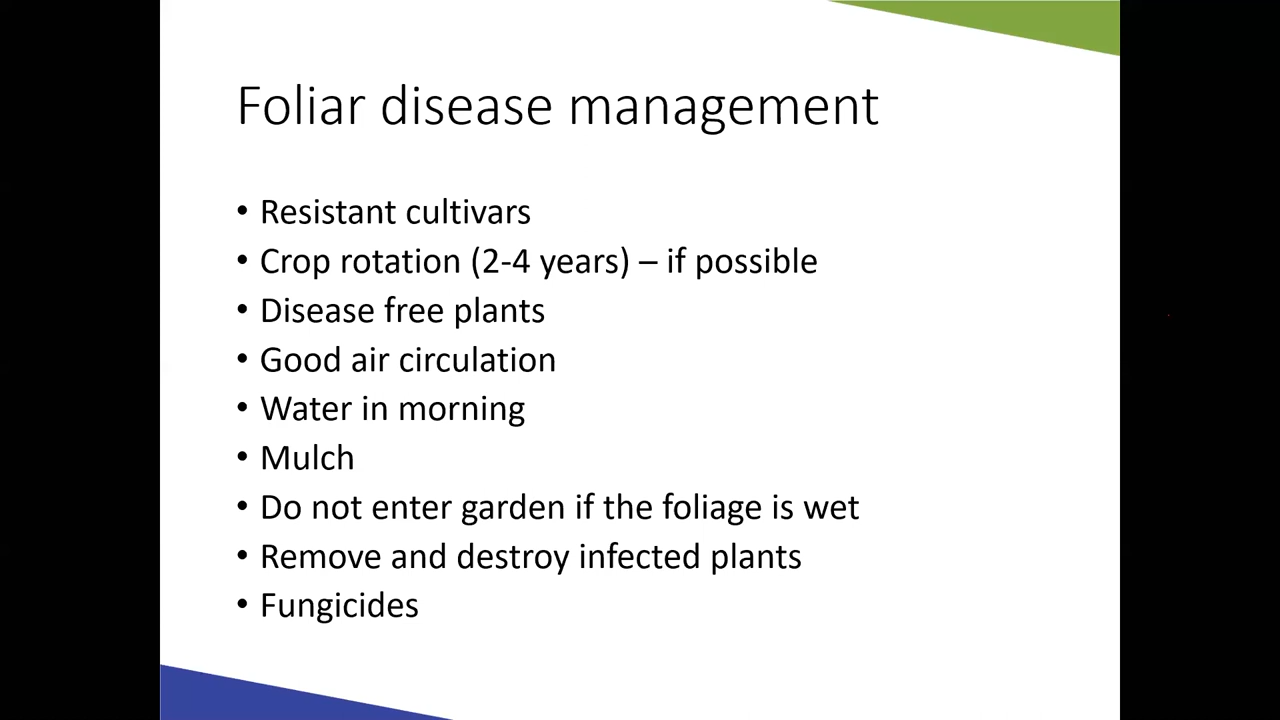 Foliar disease management
• Resistant cultivars
• Crop rotation (2-4 years) – if possible
• Disease free plants
• Good air circulation
• Water in morning
• Mulch
• Do not enter garden if the foliage is wet
• Remove and destroy infected plants
• Fungicides